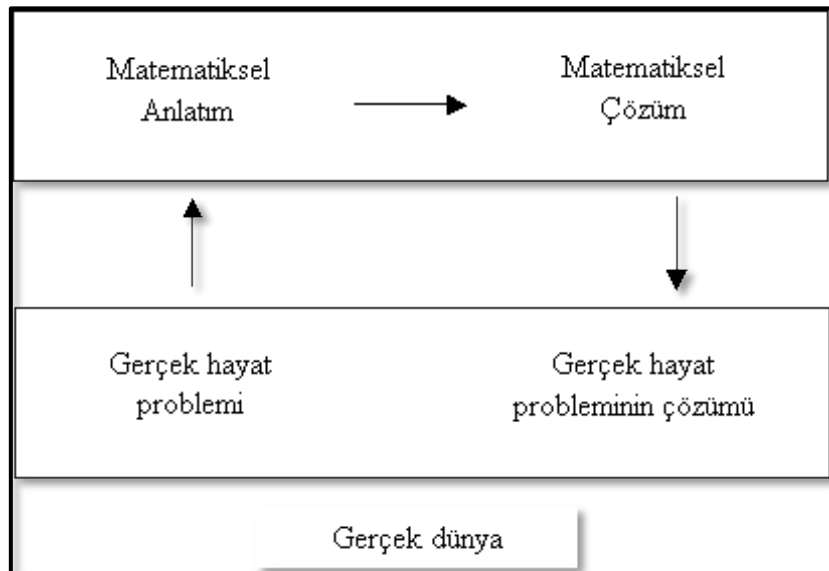 Matematiksel
Anlatım
Matematiksel
Çözüm
Gerçek hayat
problemi
Gerçek hayat
probleminin çözümü
Gerçek dünya